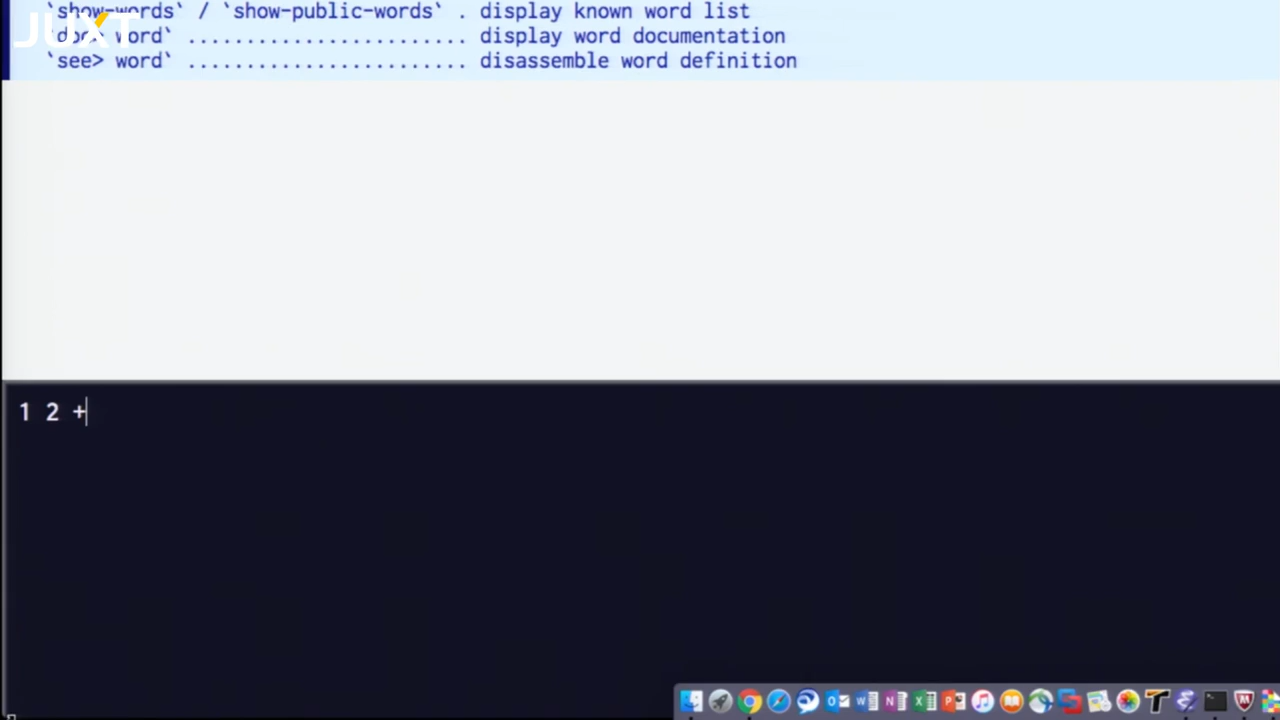 `show-words` / `show-public-words` . display known word list
JUXT
word` ........................ display word documentation
`see> word` ........................ disassemble word definition
1 2 +